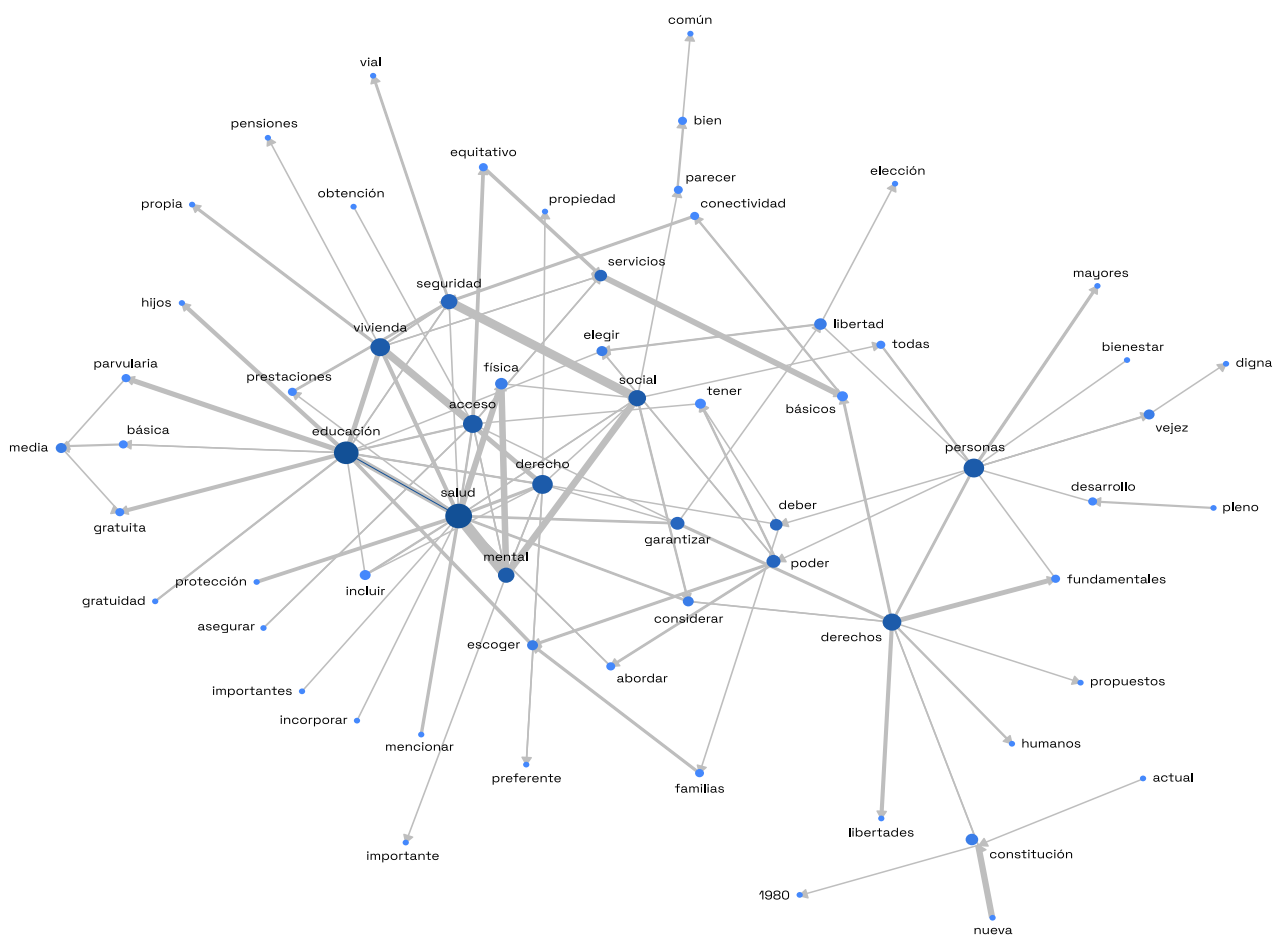 común
vial
bien
pensiones
equitativo
elección
parecer
obtención
propiedad
propia
conectividad
servicios
mayores
seguridad
hijos
vivienda
libertad
elegir
todas
bienestar
parvularia
física
digna
prestaciones
social
tener
acceso
básicos
vejez
básica
educación
media
personas
derecho
desarrollo
salud
deber
pleno
gratuita
garantizar
mental
poder
protección
fundamentales
incluir
gratuidad
considerar
asegurar
derechos
escoger
abordar
propuestos
importantes
incorporar
mencionar
humanos
preferente
actual
familias
libertades
importante
constitución
1980
nueva